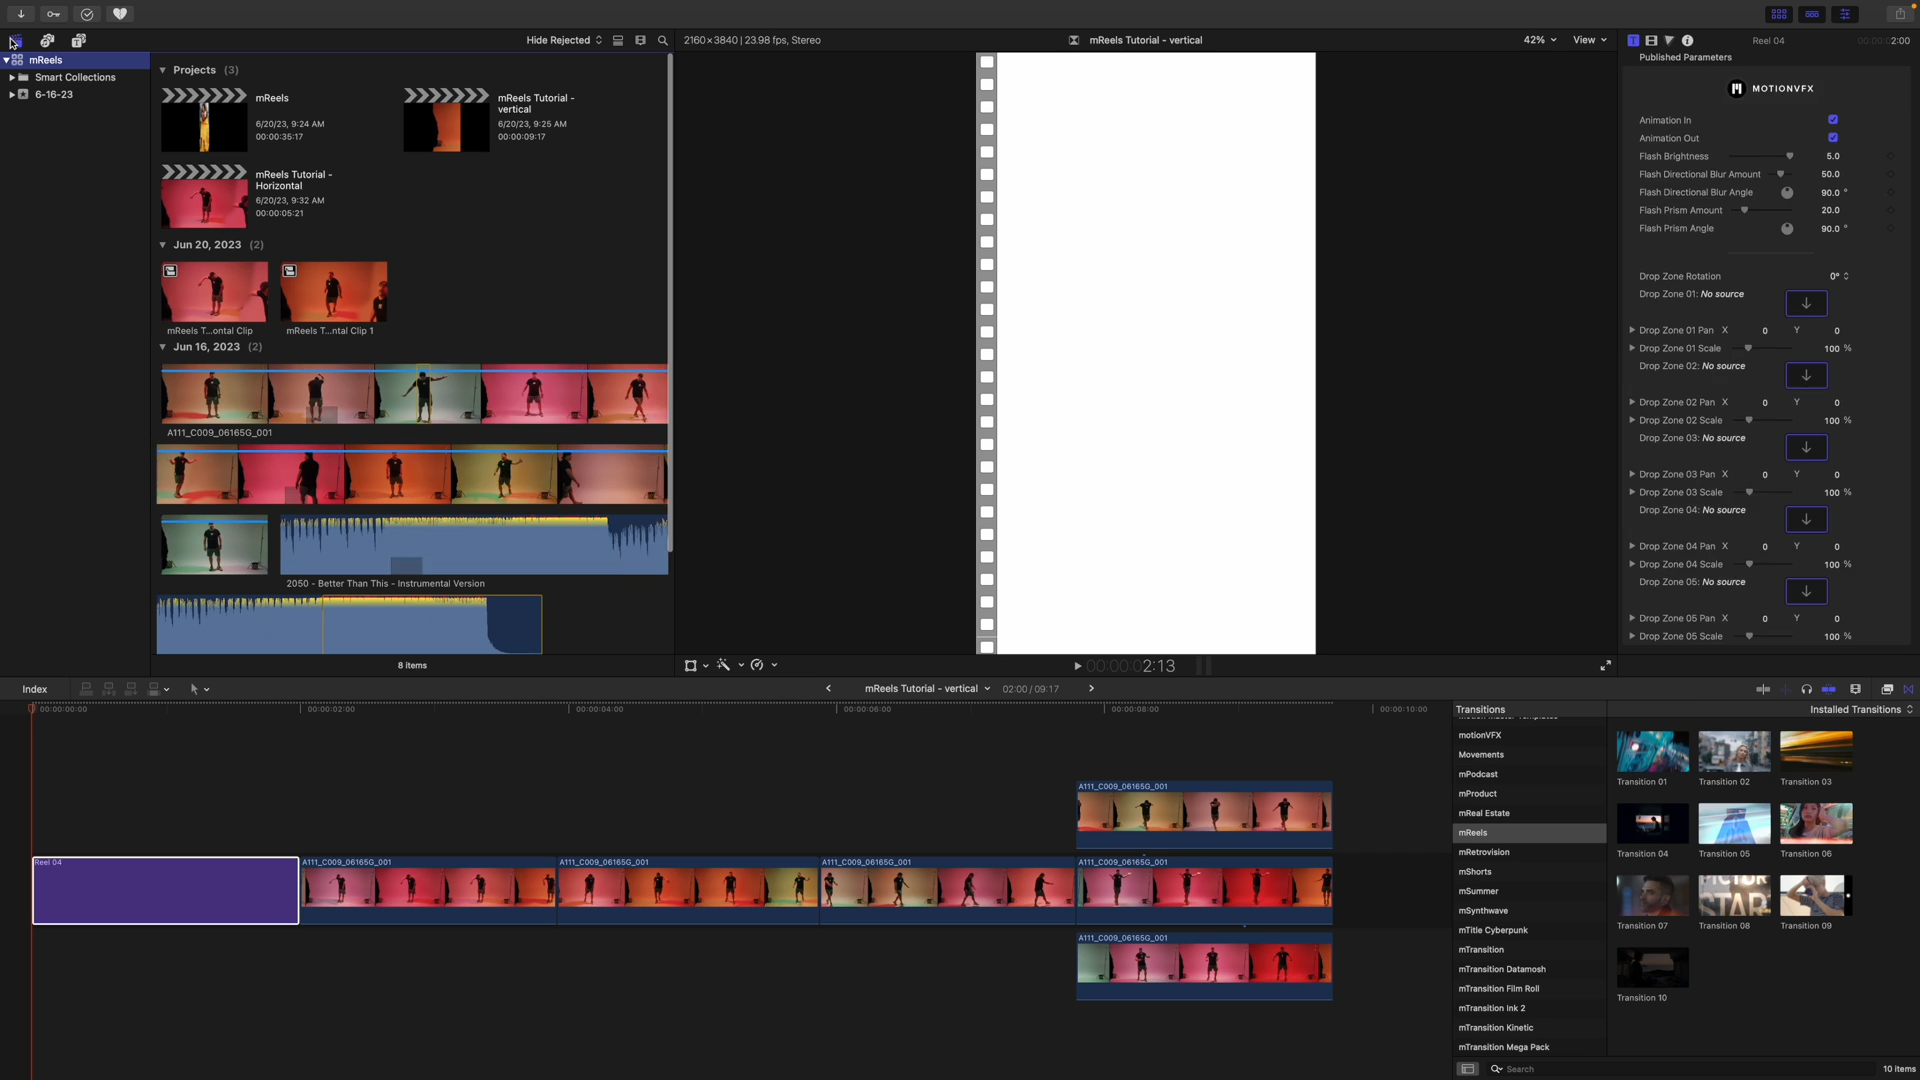 Hide Rejected
2160×3840 | 23.98 fps, Stereo
mReels Tutorial - vertical
42%
View
Reel 04
00:00:02:00
mReels
Smart Collections
6-16-23
Projects (3)
mReels
6/20/23, 9:24 AM
00:00:35:17
mReels Tutorial -
vertical
6/20/23, 9:25 AM
00:00:09:17
mReels Tutorial -
Horizontal
6/20/23, 9:32 AM
00:00:05:21
Jun 20, 2023 (2)
mReels T...ontal Clip
mReels T...ntal Clip 1
Jun 16, 2023 (2)
A111_C009_06165G_001
2050 - Better Than This - Instrumental Version
8 items
00:00:02:13
Published Parameters
MOTIONVFX
Animation In
Animation Out
Flash Brightness 5.0
Flash Directional Blur Amount 50.0
Flash Directional Blur Angle 90.0 °
Flash Prism Amount 20.0
Flash Prism Angle 90.0 °
Drop Zone Rotation 0°
Drop Zone 01: No source
Drop Zone 01 Pan X 0 Y 0
Drop Zone 01 Scale 100 %
Drop Zone 02: No source
Drop Zone 02 Pan X 0 Y 0
Drop Zone 02 Scale 100 %
Drop Zone 03: No source
Drop Zone 03 Pan X 0 Y 0
Drop Zone 03 Scale 100 %
Drop Zone 04: No source
Drop Zone 04 Pan X 0 Y 0
Drop Zone 04 Scale 100 %
Drop Zone 05: No source
Drop Zone 05 Pan X 0 Y 0
Drop Zone 05 Scale 100 %
Index
mReels Tutorial - vertical
02:00 / 09:17
00:00:00:00
00:00:02:00
00:00:04:00
00:00:06:00
00:00:08:00
00:00:10:00
A111_C009_06165G_001
Reel 04
A111_C009_06165G_001
A111_C009_06165G_001
A111_C009_06165G_001
A111_C009_06165G_001
A111_C009_06165G_001
Transitions
Installed Transitions
motionVFX
Movements
mPodcast
mProduct
mReal Estate
mReels
mRetrovision
mShorts
mSummer
mSynthwave
mTitle Cyberpunk
mTransition
mTransition Datamosh
mTransition Film Roll
mTransition Ink 2
mTransition Kinetic
mTransition Mega Pack
Transition 01
Transition 02
Transition 03
Transition 04
Transition 05
Transition 06
STAR
Transition 07
Transition 08
Transition 09
Transition 10
Search
10 items